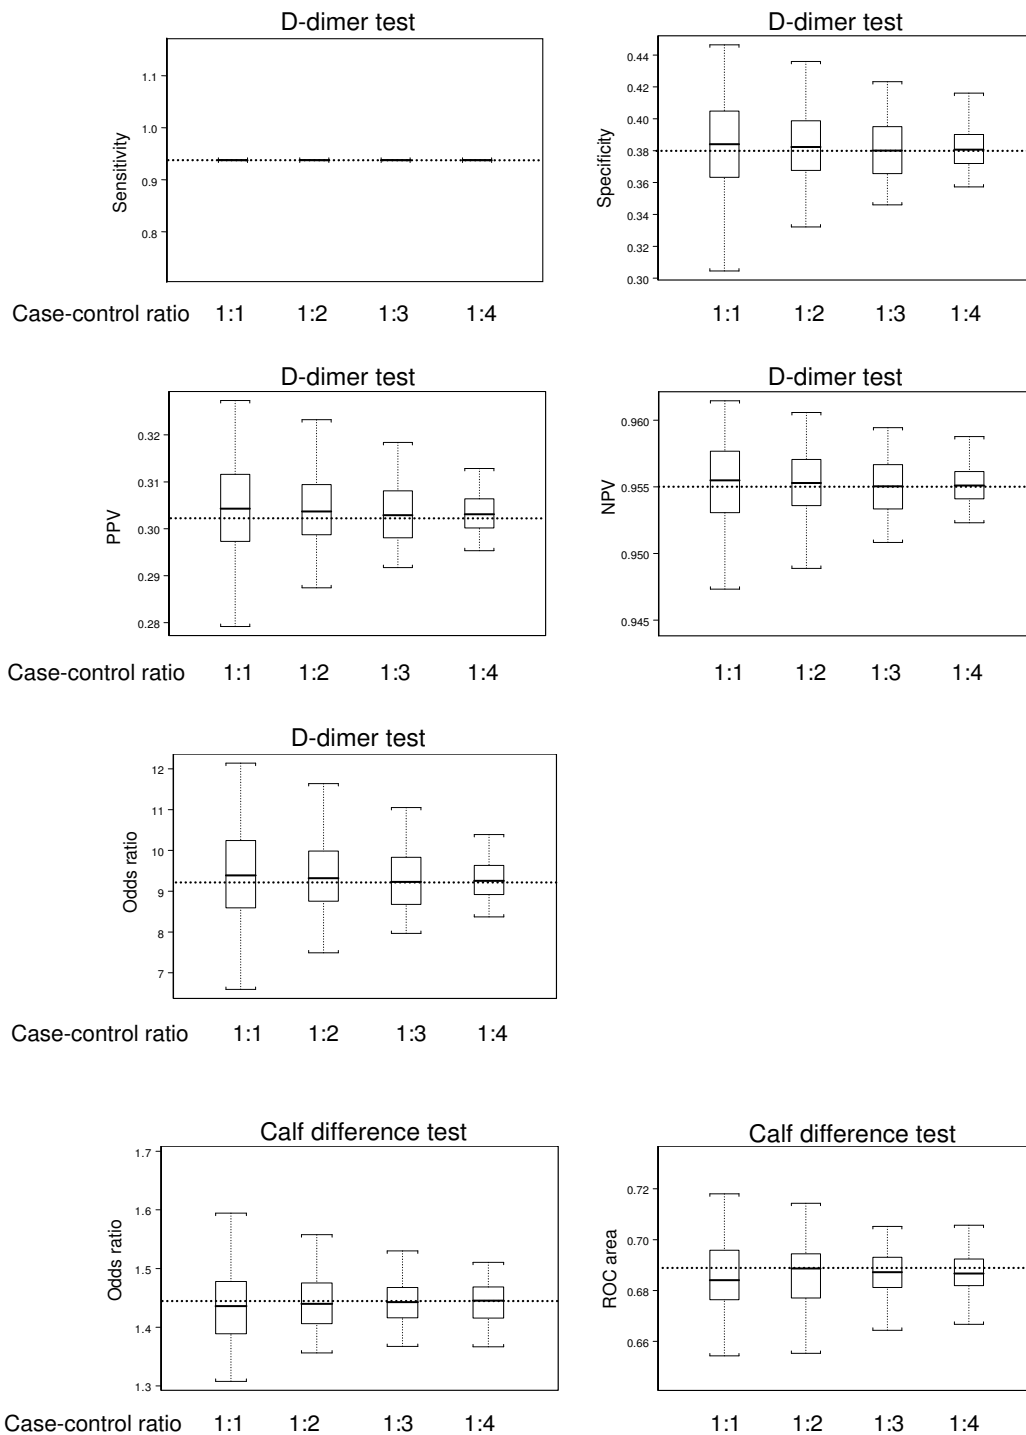 D-dimer test
Sensitivity
1.1
1.0
0.9
0.8
D-dimer test
Specificity
0.44
0.42
0.40
0.38
0.36
0.34
0.32
0.30
Case-control ratio 1:1 1:2 1:3 1:4
1:1 1:2 1:3 1:4
D-dimer test
PPV
0.32
0.31
0.30
0.29
0.28
D-dimer test
NPV
0.960
0.955
0.950
0.945
Case-control ratio 1:1 1:2 1:3 1:4
1:1 1:2 1:3 1:4
D-dimer test
Odds ratio
12
11
10
9
8
7
Case-control ratio 1:1 1:2 1:3 1:4
Calf difference test
Odds ratio
1.7
1.6
1.5
1.4
1.3
Calf difference test
ROC area
0.72
0.70
0.68
0.66
Case-control ratio 1:1 1:2 1:3 1:4
1:1 1:2 1:3 1:4